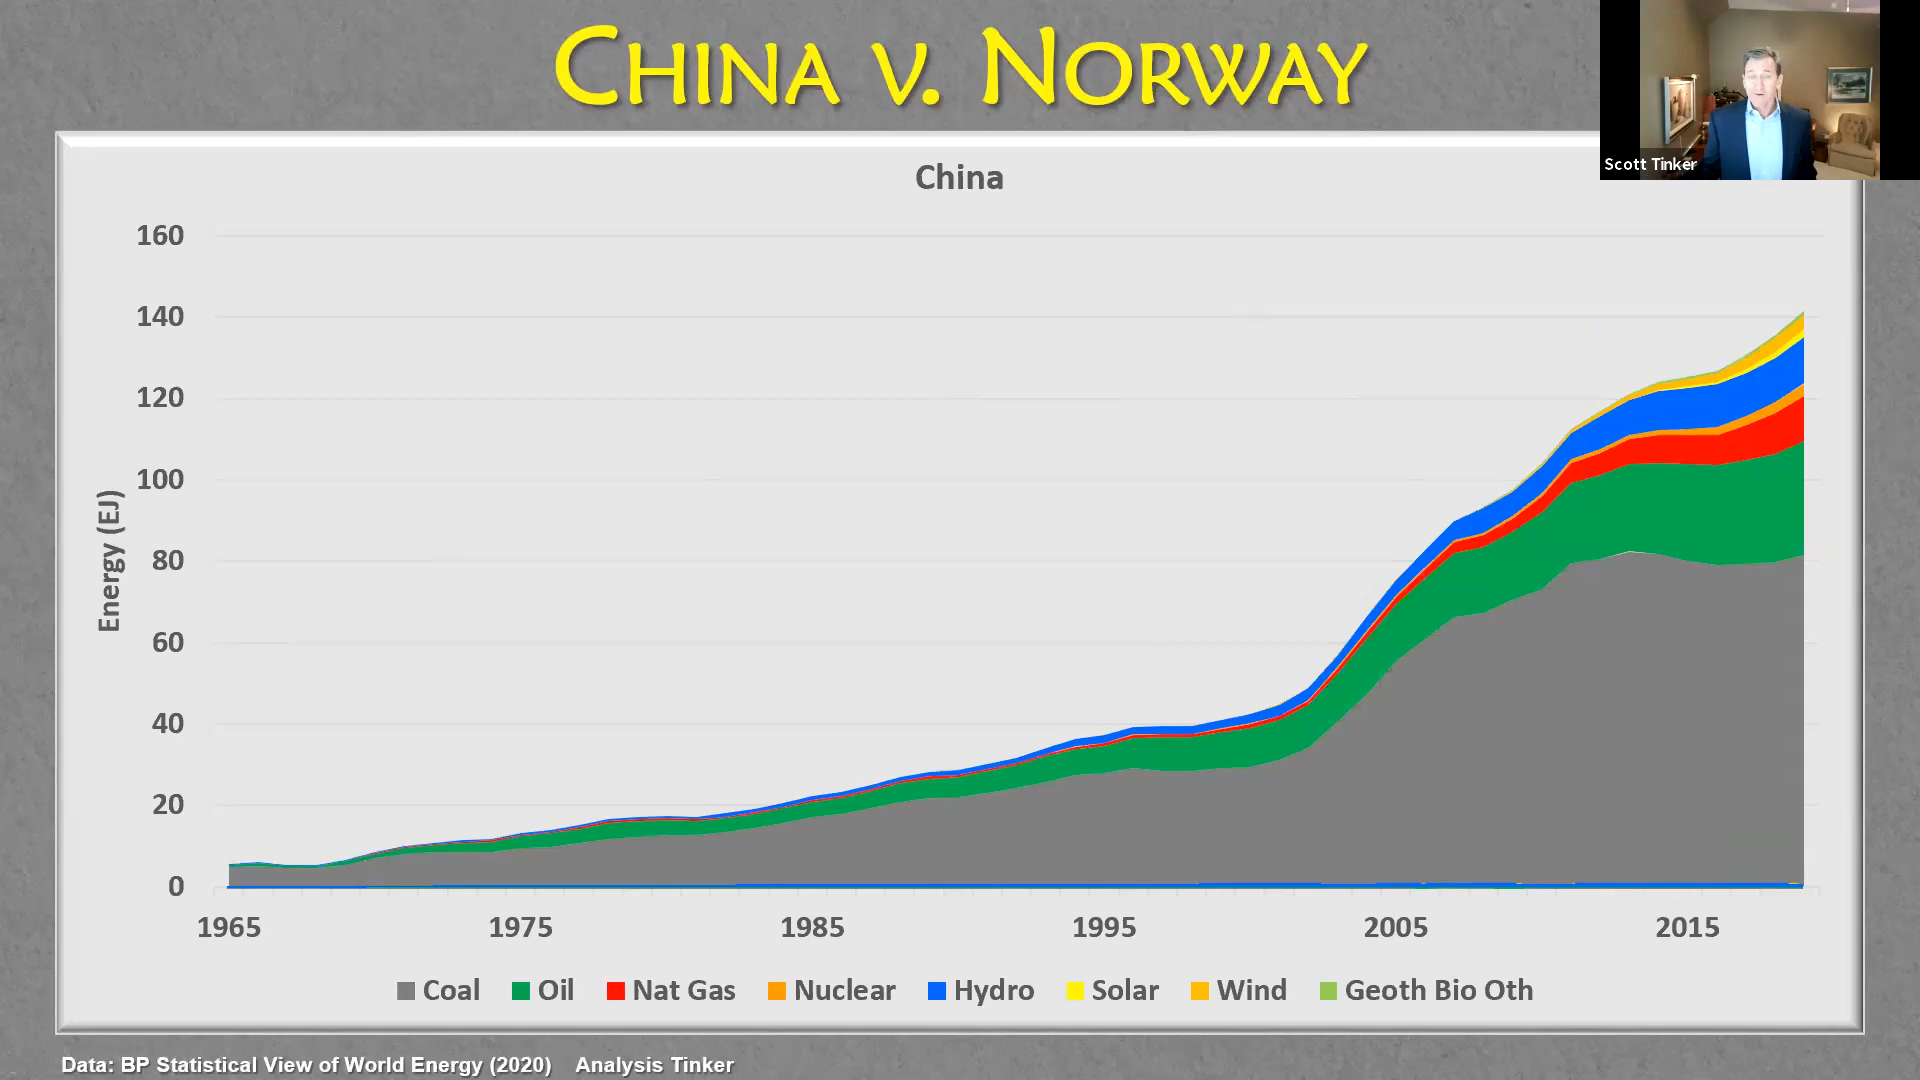 CHINA V. NORWAY
Scott Tinker
China
160
140
120
100
80
60
40
20
0
Energy (EJ)
1965 1975 1985 1995 2005 2015
Coal Oil Nat Gas Nuclear Hydro Solar Wind Geoth Bio Oth
Data: BP Statistical View of World Energy (2020) Analysis Tinker